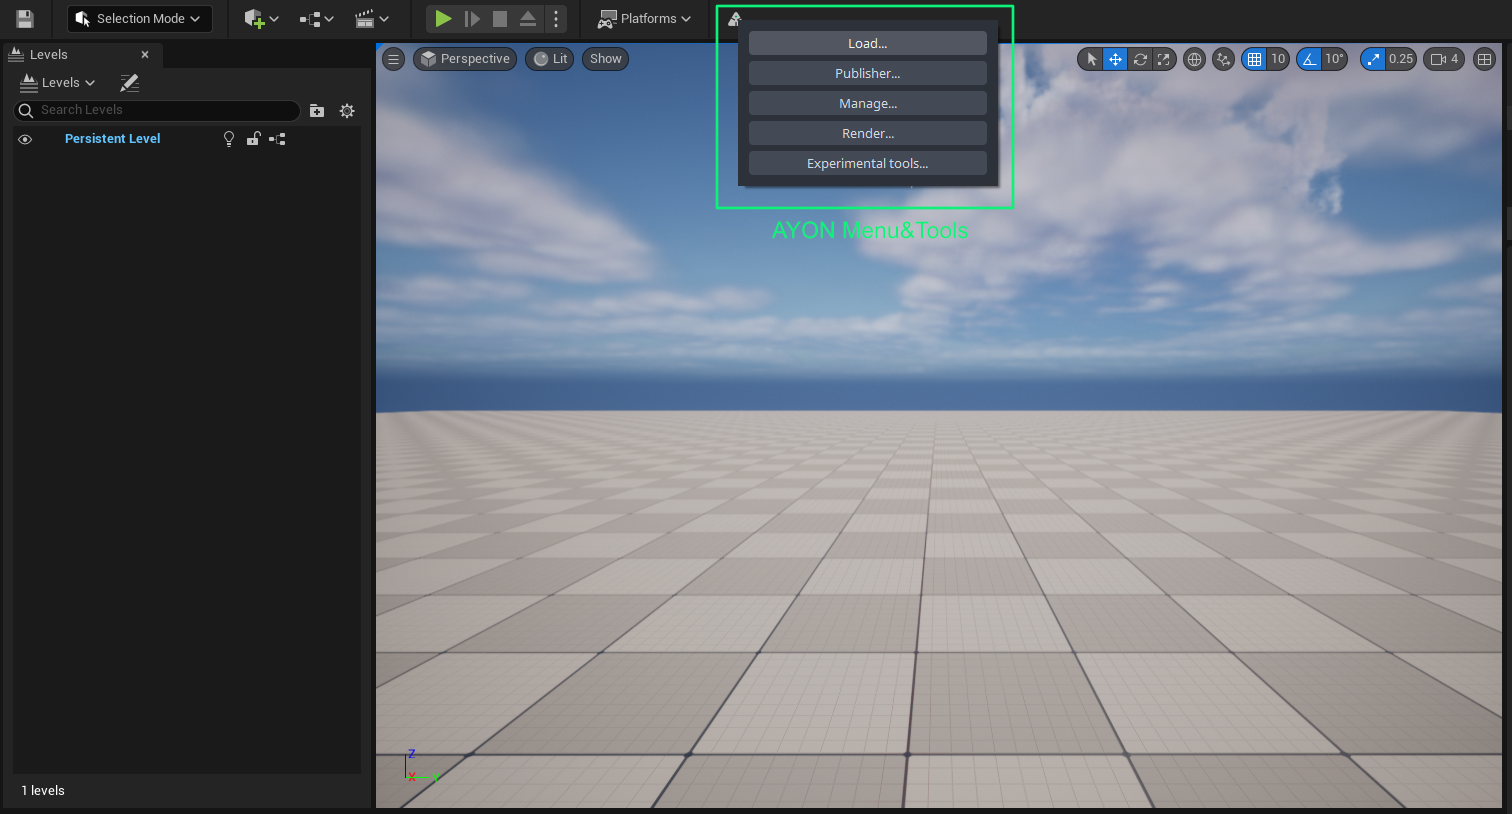 Selection Mode
Platforms
Levels
Levels
Search Levels
Persistent Level
1 levels
Perspective
Lit
Show
10
10°
0.25
4
Load...
Publisher...
Manage...
Render...
Experimental tools...
AYON Menu&Tools
Z
X
Y